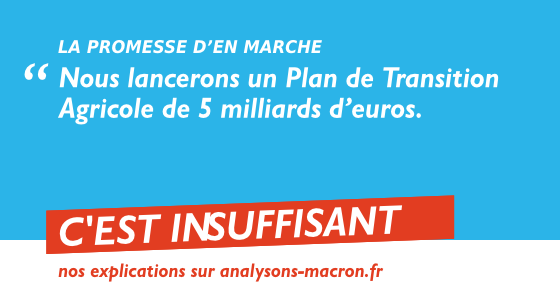 LA PROMESSE D'EN MARCHE
“ Nous lancerons un Plan de Transition
Agricole de 5 milliards d'euros.
C'EST INSUFFISANT
nos explications sur analysons-macron.fr